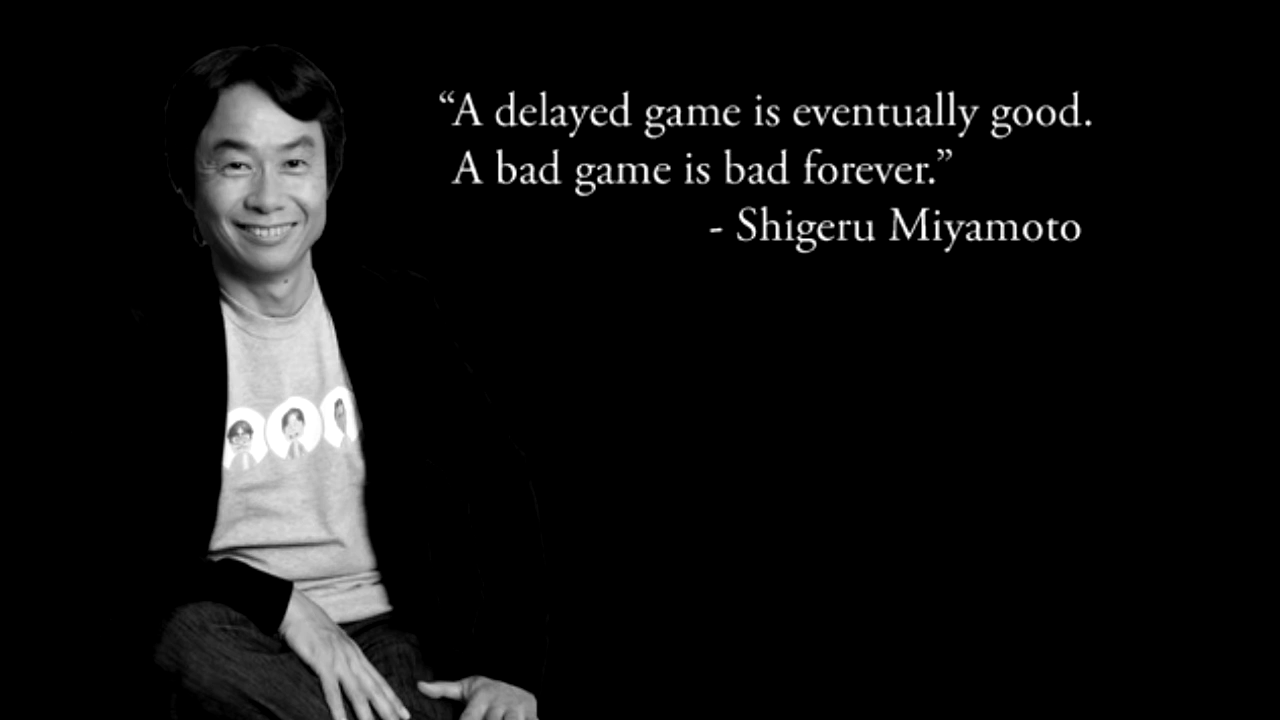 “A delayed game is eventually good.
A bad game is bad forever.”
- Shigeru Miyamoto